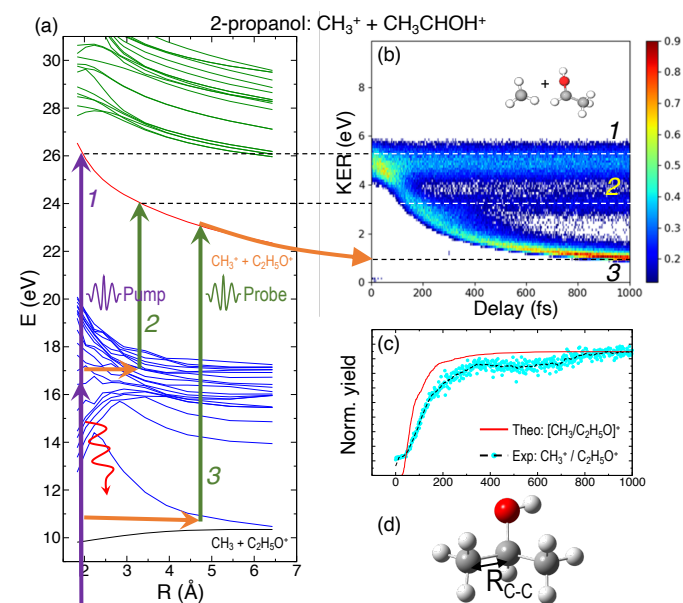 2-propanol: CH₃⁺ + CH₃CHOH⁺
(a)
30
28
26
24
22
20
18
16
14
12
10
E (eV)
1
Pump
2
Probe
3
CH₃⁺ + C₂H₅O⁺
CH₃ + C₂H₅O⁺
2
3
4
5
6
7
R (Å)
(b)
+
1
2
3
8
6
4
2
0
KER (eV)
0
200
400
600
800
1000
Delay (fs)
0.9
0.8
0.7
0.6
0.5
0.4
0.3
0.2
(c)
Norm. yield
Theo: [CH₃/C₂H₅O]⁺
Exp: CH₃⁺ / C₂H₅O⁺
0
200
400
600
800
1000
(d)
R_C-C